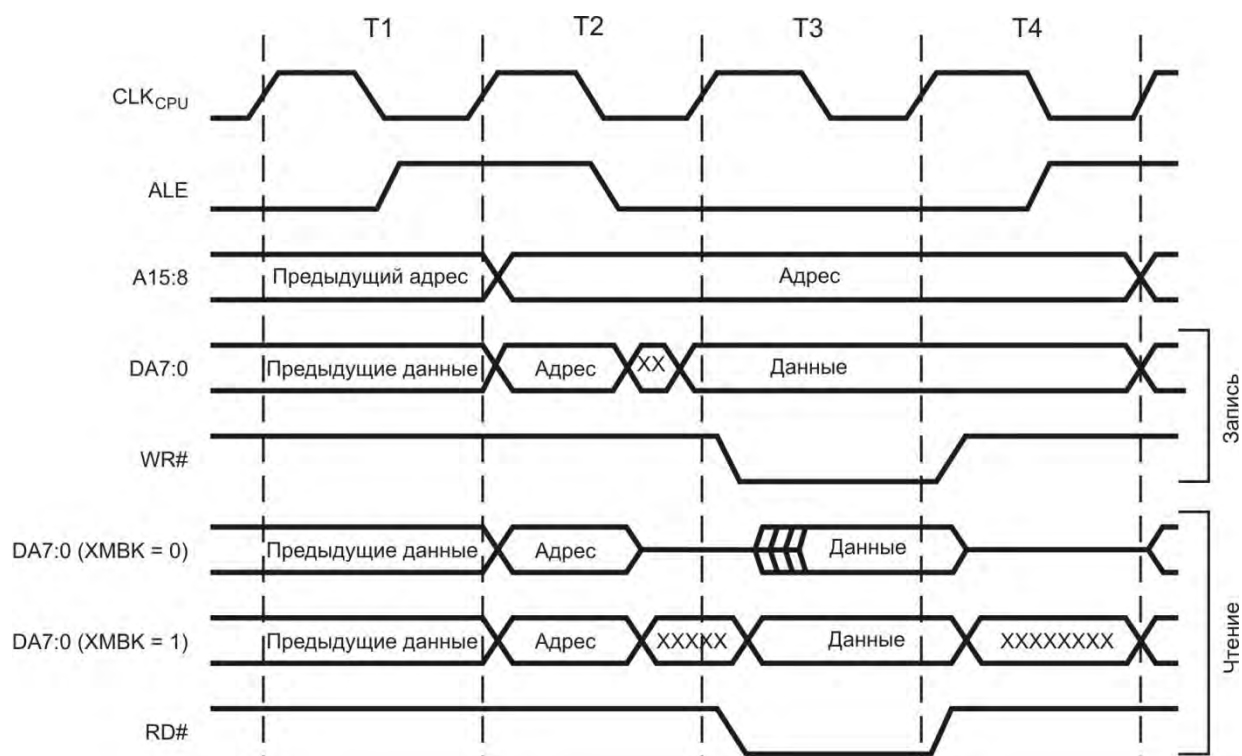 T1 T2 T3 T4
CLKCPU
ALE
A15:8 Предыдущий адрес Адрес
DA7:0 Предыдущие данные Адрес XX Данные
WR#
Запись
DA7:0 (XMBK = 0) Предыдущие данные Адрес Данные
DA7:0 (XMBK = 1) Предыдущие данные Адрес XXXXX Данные XXXXXXXX
RD#
Чтение